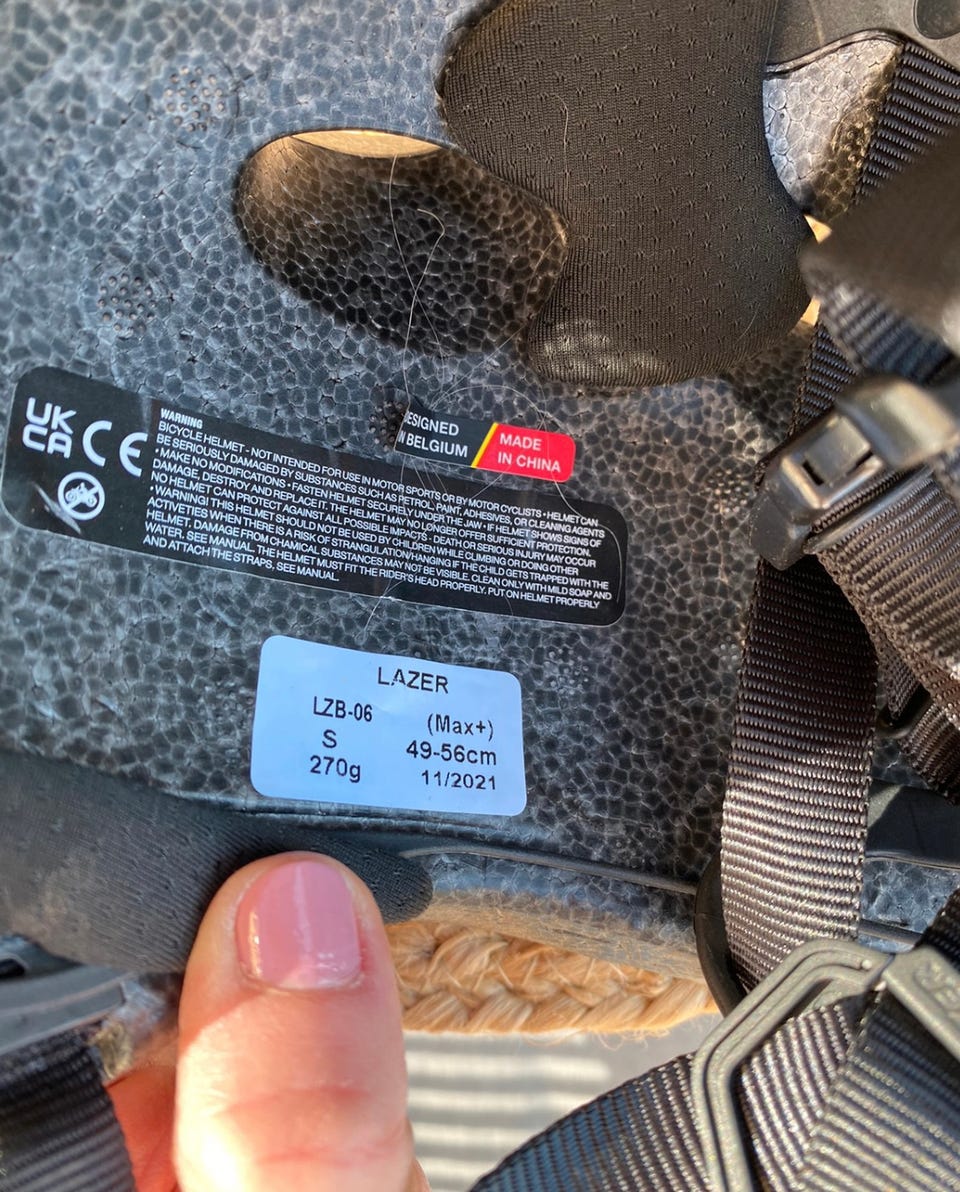 DESIGNED
IN BELGIUM
MADE
IN CHINA
UK
CA CE
WARNING
BICYCLE HELMET - NOT INTENDED FOR USE IN MOTOR SPORTS OR BY MOTORCYCLISTS • HELMET CAN
BE SERIOUSLY DAMAGED BY SUBSTANCES SUCH AS PETROL, PAINT, ADHESIVES, OR CLEANING AGENTS
• MAKE NO MODIFICATIONS • FASTEN HELMET SECURELY UNDER THE JAW • IF HELMET SHOWS SIGNS OF
DAMAGE, DESTROY AND REPLACE IT. THE HELMET MAY NO LONGER OFFER SUFFICIENT PROTECTION.
NO HELMET CAN PROTECT AGAINST ALL POSSIBLE IMPACTS - DEATH OR SERIOUS INJURY MAY OCCUR
• WARNING! THIS HELMET SHOULD NOT BE USED BY CHILDREN WHILE CLIMBING OR DOING OTHER
ACTIVETIES WHEN THERE IS A RISK OF STRANGULATION/HANGING IF THE CHILD GETS TRAPPED WITH THE
HELMET. DAMAGE FROM CHAMICAL SUBSTANCES MAY NOT BE VISIBLE. CLEAN ONLY WITH MILD SOAP AND
WATER. SEE MANUAL. THE HELMET MUST FIT THE RIDER'S HEAD PROPERLY. PUT ON HELMET PROPERLY
AND ATTACH THE STRAPS, SEE MANUAL.
LAZER
LZB-06 (Max+)
S 49-56cm
270g 11/2021